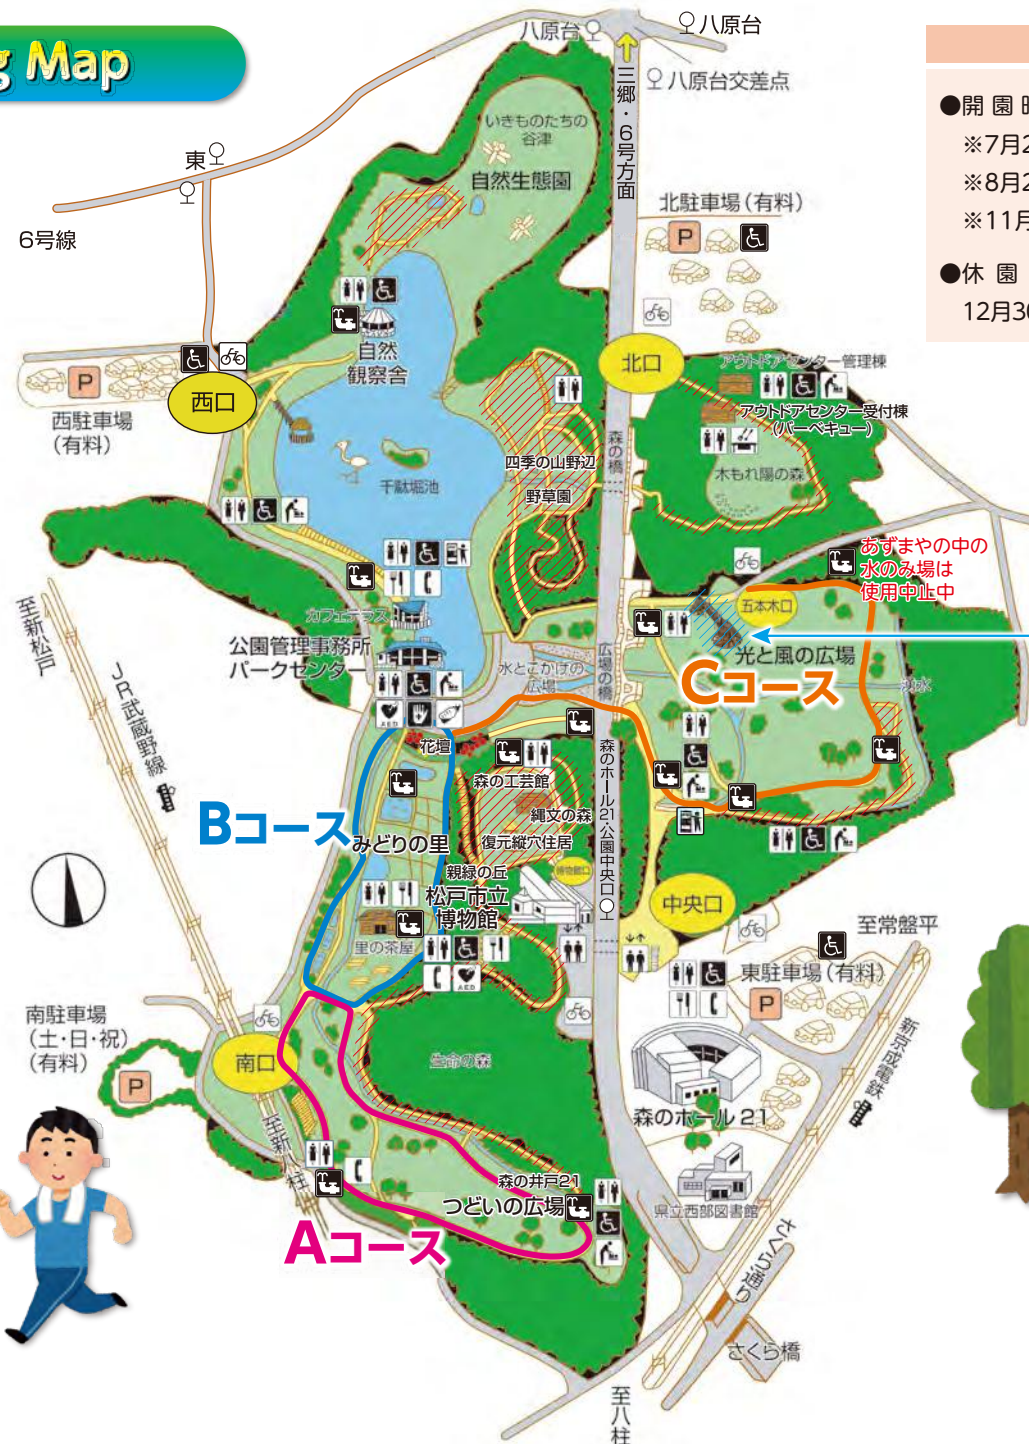 g Map
八原台
八原台
八原台交差点
三郷・6号方面
いきものたちの
谷津
自然生態園
東
6号線
北駐車場(有料)
P
●開 園 時
※7月2
※8月2
※11月
●休 園
12月30
自然
観察舎
北口
アウトドアセンター管理棟
アウトドアセンター受付棟
(バーベキュー)
P
西口
西駐車場
(有料)
森の橋
四季の山野辺
野草園
木もれ陽の森
千駄堀池
あずまやの中の
水のみ場は
使用中止中
五本木口
光と風の広場
Cコース
湧水
カフェテラス
公園管理事務所
パークセンター
水とこかげの
広場
広場の橋
至新松戸
JR武蔵野線
AED
花壇
森の工芸館
縄文の森
復元縦穴住居
森のホール21・公園中央口
Bコース
みどりの里
親緑の丘
松戸市立
博物館
博物館口
中央口
里の茶屋
AED
至常盤平
東駐車場(有料)
P
新京成電鉄
南駐車場
(土・日・祝)
(有料)
P
南口
生命の森
森のホール21
至新八柱
森の井戸21
つどいの広場
Aコース
県立西部図書館
さくら通り
さくら橋
至八柱